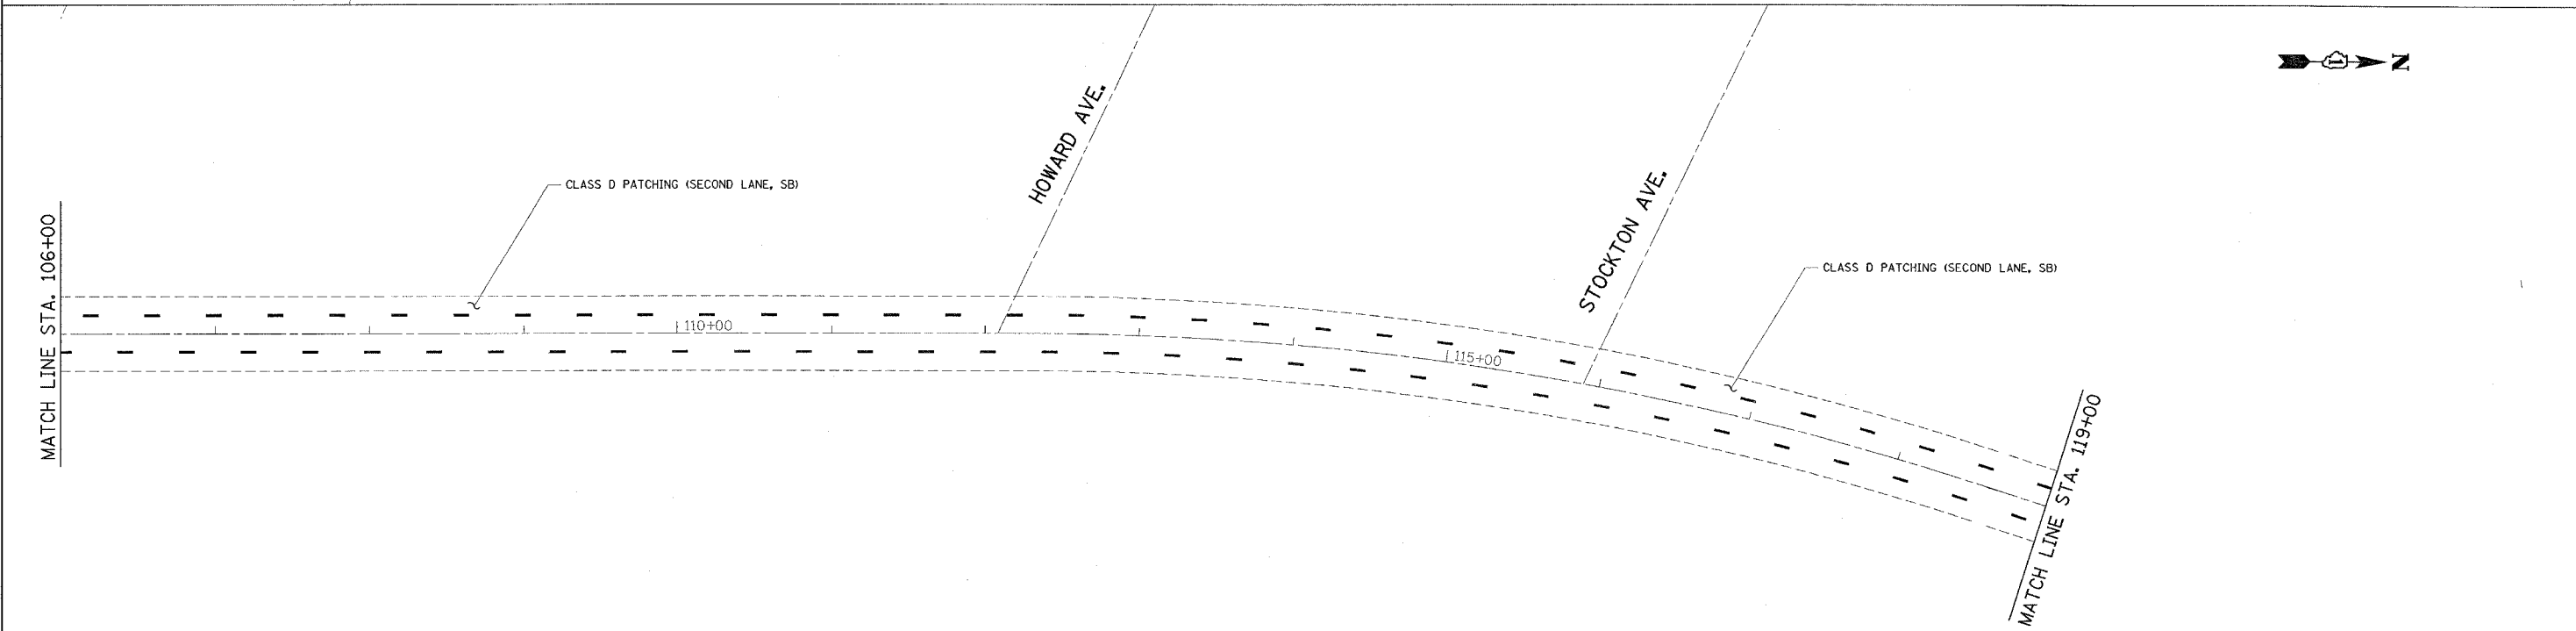 N
HOWARD AVE.
STOCKTON AVE.
CLASS D PATCHING (SECOND LANE, SB)
CLASS D PATCHING (SECOND LANE, SB)
MATCH LINE STA. 106+00
110+00
115+00
MATCH LINE STA. 119+00